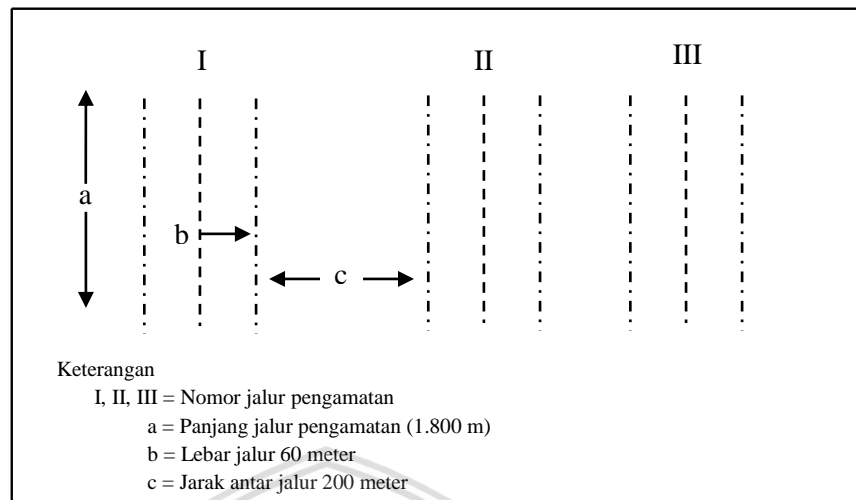 I II III
a
b
c
Keterangan
I, II, III = Nomor jalur pengamatan
a = Panjang jalur pengamatan (1.800 m)
b = Lebar jalur 60 meter
c = Jarak antar jalur 200 meter